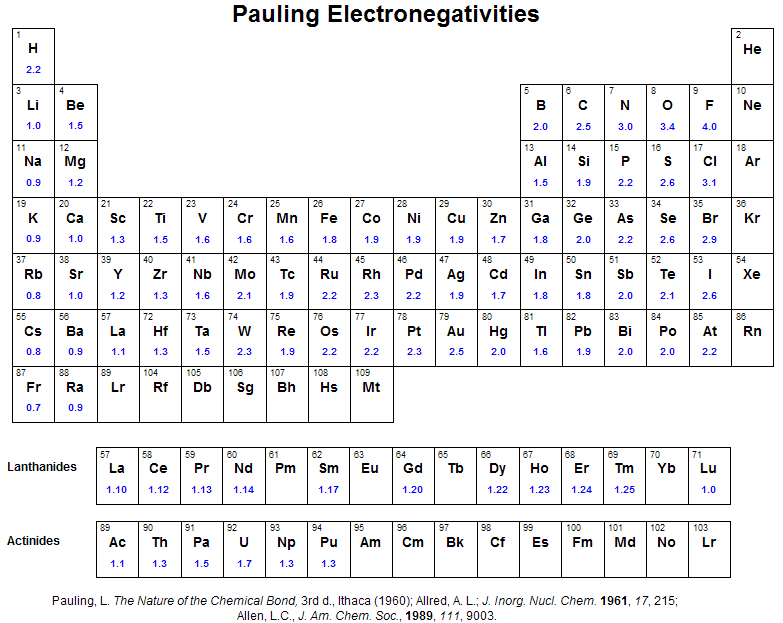 Pauling Electronegativities
1 2
H He
2.2
3 4 5 6 7 8 9 10
Li Be B C N O F Ne
1.0 1.5 2.0 2.5 3.0 3.4 4.0
11 12 13 14 15 16 17 18
Na Mg Al Si P S Cl Ar
0.9 1.2 1.5 1.9 2.2 2.6 3.1
19 20 21 22 23 24 25 26 27 28 29 30 31 32 33 34 35 36
K Ca Sc Ti V Cr Mn Fe Co Ni Cu Zn Ga Ge As Se Br Kr
0.9 1.0 1.3 1.5 1.6 1.6 1.6 1.8 1.9 1.9 1.9 1.7 1.8 2.0 2.2 2.6 2.9
37 38 39 40 41 42 43 44 45 46 47 48 49 50 51 52 53 54
Rb Sr Y Zr Nb Mo Tc Ru Rh Pd Ag Cd In Sn Sb Te I Xe
0.8 1.0 1.2 1.3 1.6 2.1 1.9 2.2 2.3 2.2 1.9 1.7 1.8 1.8 2.0 2.1 2.6
55 56 57 72 73 74 75 76 77 78 79 80 81 82 83 84 85 86
Cs Ba La Hf Ta W Re Os Ir Pt Au Hg Tl Pb Bi Po At Rn
0.8 0.9 1.1 1.3 1.5 2.3 1.9 2.2 2.2 2.3 2.5 2.0 1.6 1.9 2.0 2.0 2.2
87 88 89 104 105 106 107 108 109
Fr Ra Lr Rf Db Sg Bh Hs Mt
0.7 0.9
57 58 59 60 61 62 63 64 65 66 67 68 69 70 71
Lanthanides La Ce Pr Nd Pm Sm Eu Gd Tb Dy Ho Er Tm Yb Lu
1.10 1.12 1.13 1.14 1.17 1.20 1.22 1.23 1.24 1.25 1.0
89 90 91 92 93 94 95 96 97 98 99 100 101 102 103
Actinides Ac Th Pa U Np Pu Am Cm Bk Cf Es Fm Md No Lr
1.1 1.3 1.5 1.7 1.3 1.3
Pauling, L. The Nature of the Chemical Bond, 3rd d., Ithaca (1960); Allred, A. L.; J. Inorg. Nucl. Chem. 1961, 17, 215;
Allen, L.C., J. Am. Chem. Soc., 1989, 111, 9003.